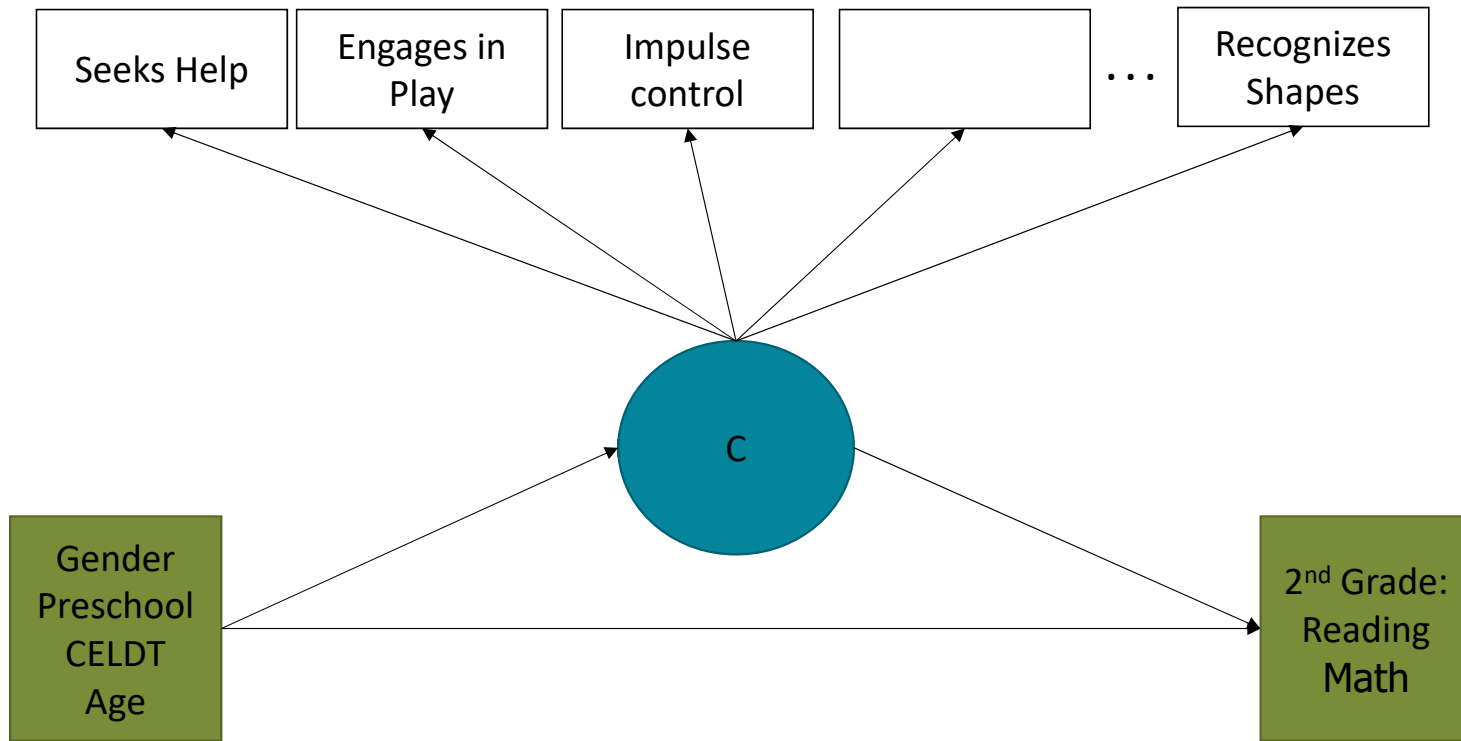 Seeks Help
Engages in
Play
Impulse
control
...
Recognizes
Shapes
C
Gender
Preschool
CELDT
Age
2nd Grade:
Reading
Math